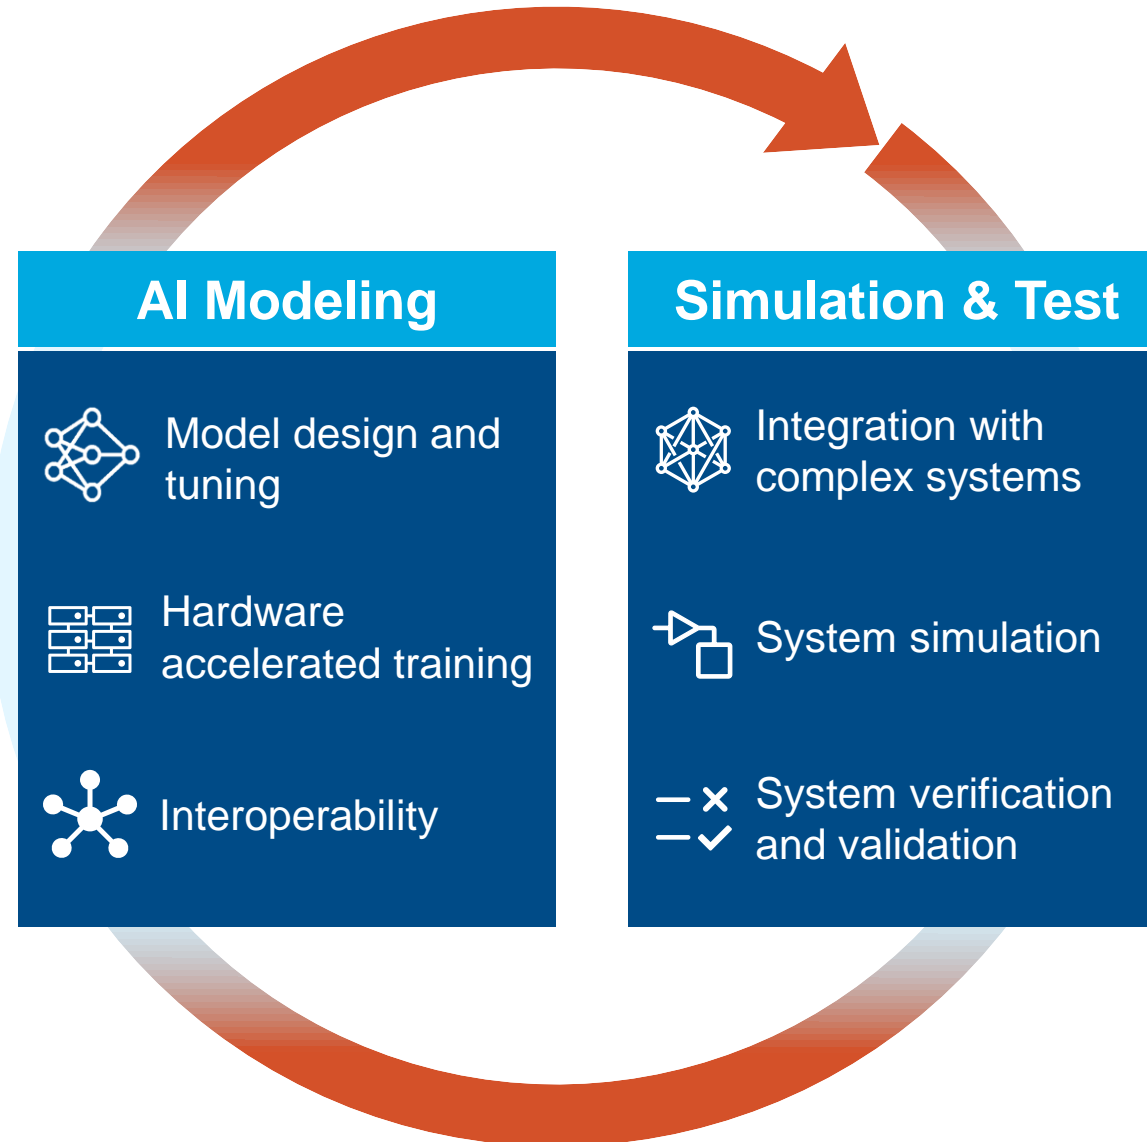 AI Modeling
Model design and
tuning
Hardware
accelerated training
Interoperability
Simulation & Test
Integration with
complex systems
System simulation
System verification
and validation